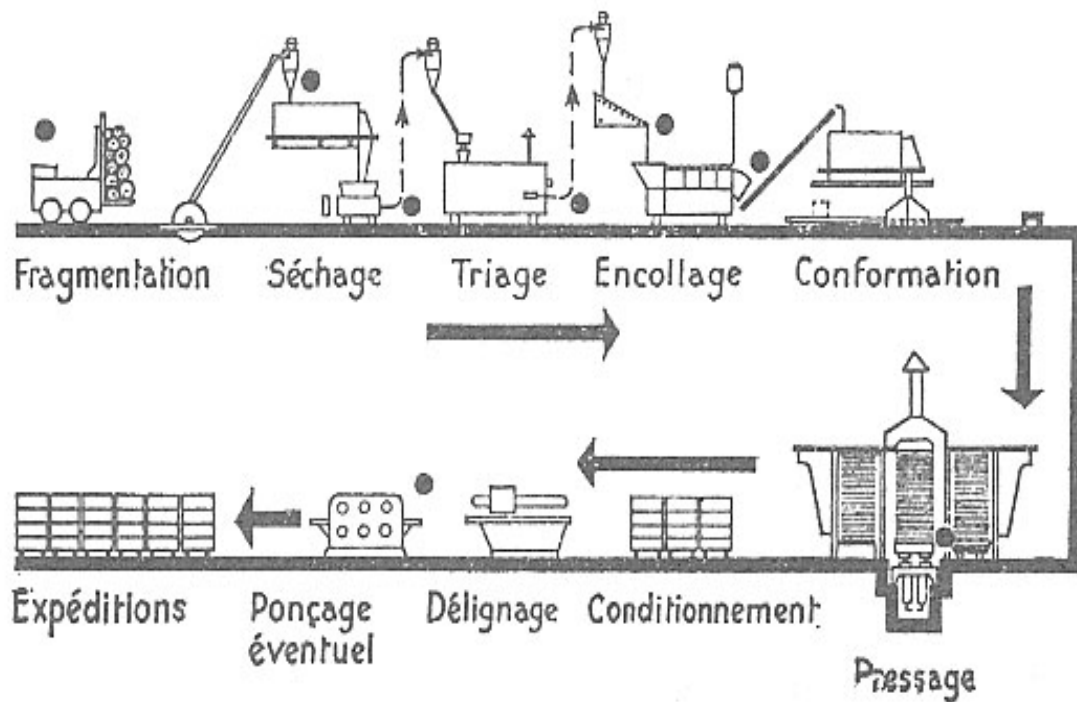 Fragmentation
Séchage
Triage
Encollage
Conformation
Expéditions
Ponçage
éventuel
Délignage
Conditionnement
Pressage